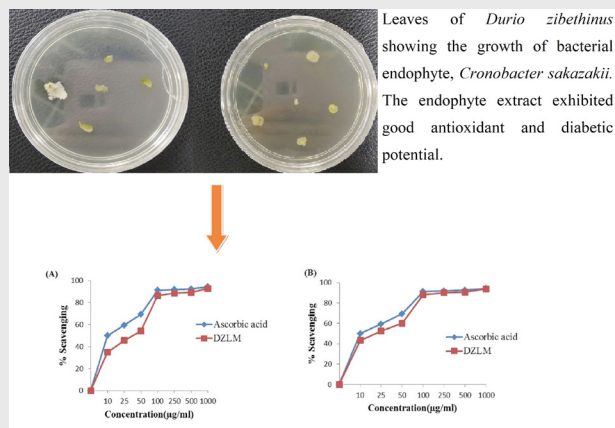 Leaves of Durio zibethinus
showing the growth of bacterial
endophyte, Cronobacter sakazakii.
The endophyte extract exhibited
good antioxidant and diabetic
potential.
(A)
% Scavenging
100
80
60
40
20
0
10 25 50 100 250 500 1000
Concentration(µg/ml)
Ascorbic acid
DZLM
(B)
% Scavenging
100
80
60
40
20
0
10 25 50 100 250 500 1000
Concentration(µg/ml)
Ascorbic acid
DZLM